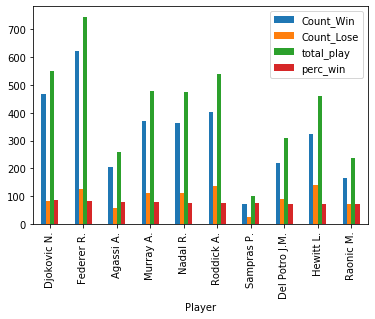 700
600
500
400
300
200
100
0
Count_Win
Count_Lose
total_play
perc_win
Djokovic N.
Federer R.
Agassi A.
Murray A.
Nadal R.
Roddick A.
Sampras P.
Del Potro J.M.
Hewitt L.
Raonic M.
Player